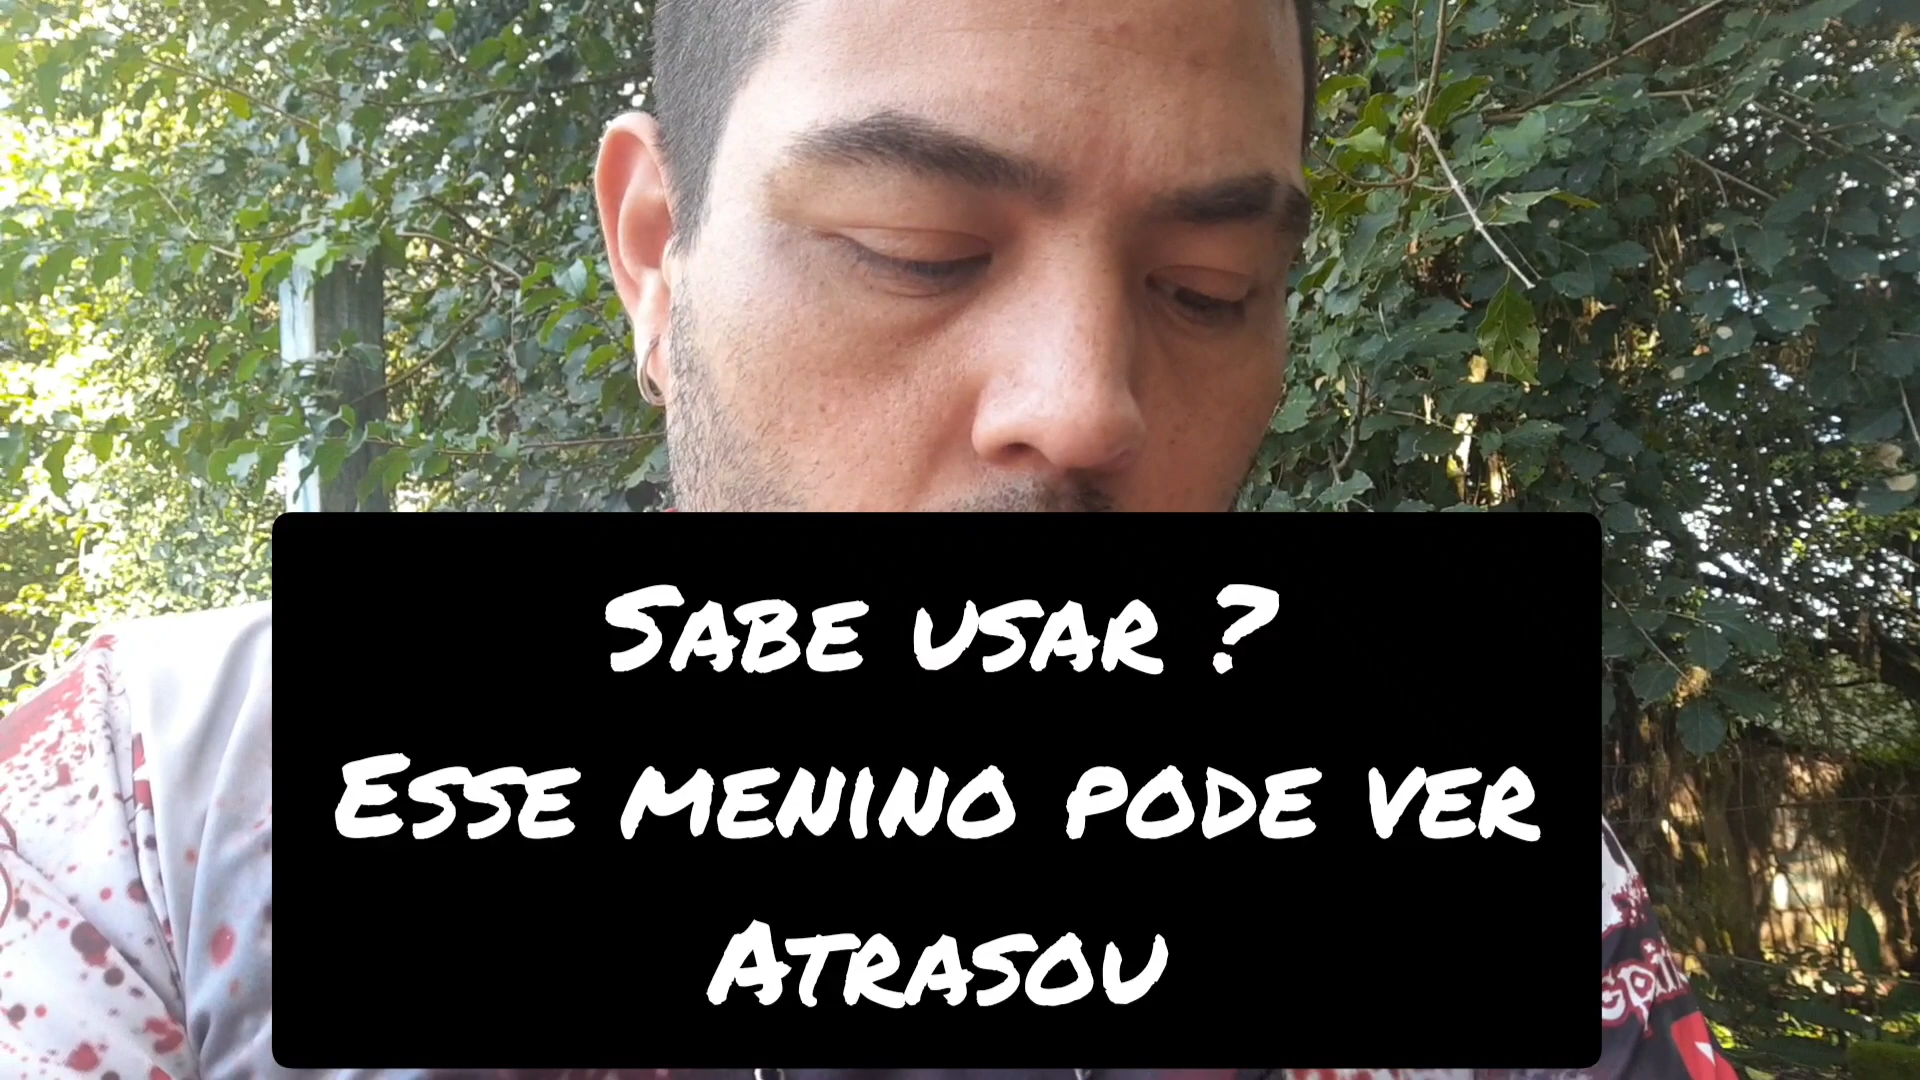 Sabe usar ?
Esse menino pode ver
Atrasou